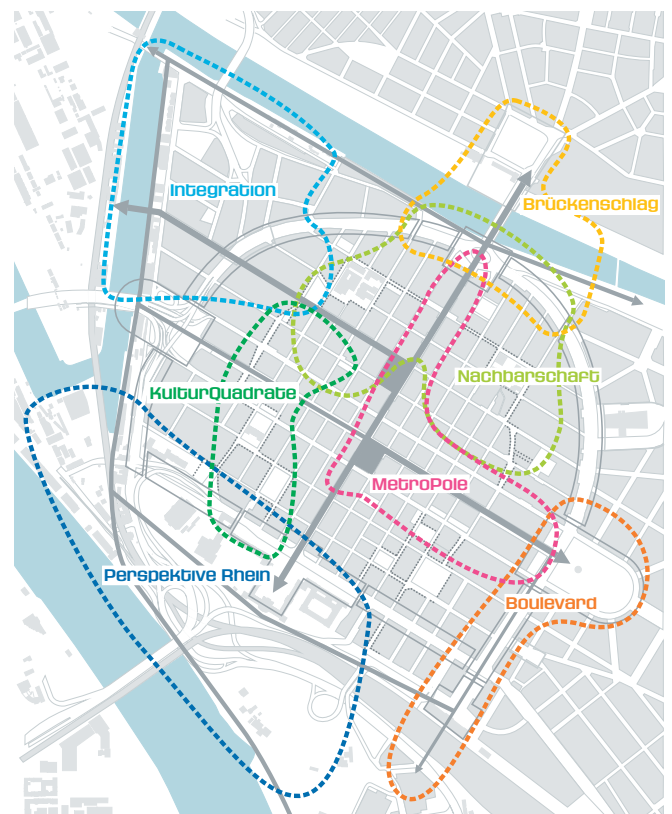 Integration
Brückenschlag
Nachbarschaft
KulturQuadrate
MetroPole
Perspektive Rhein
Boulevard